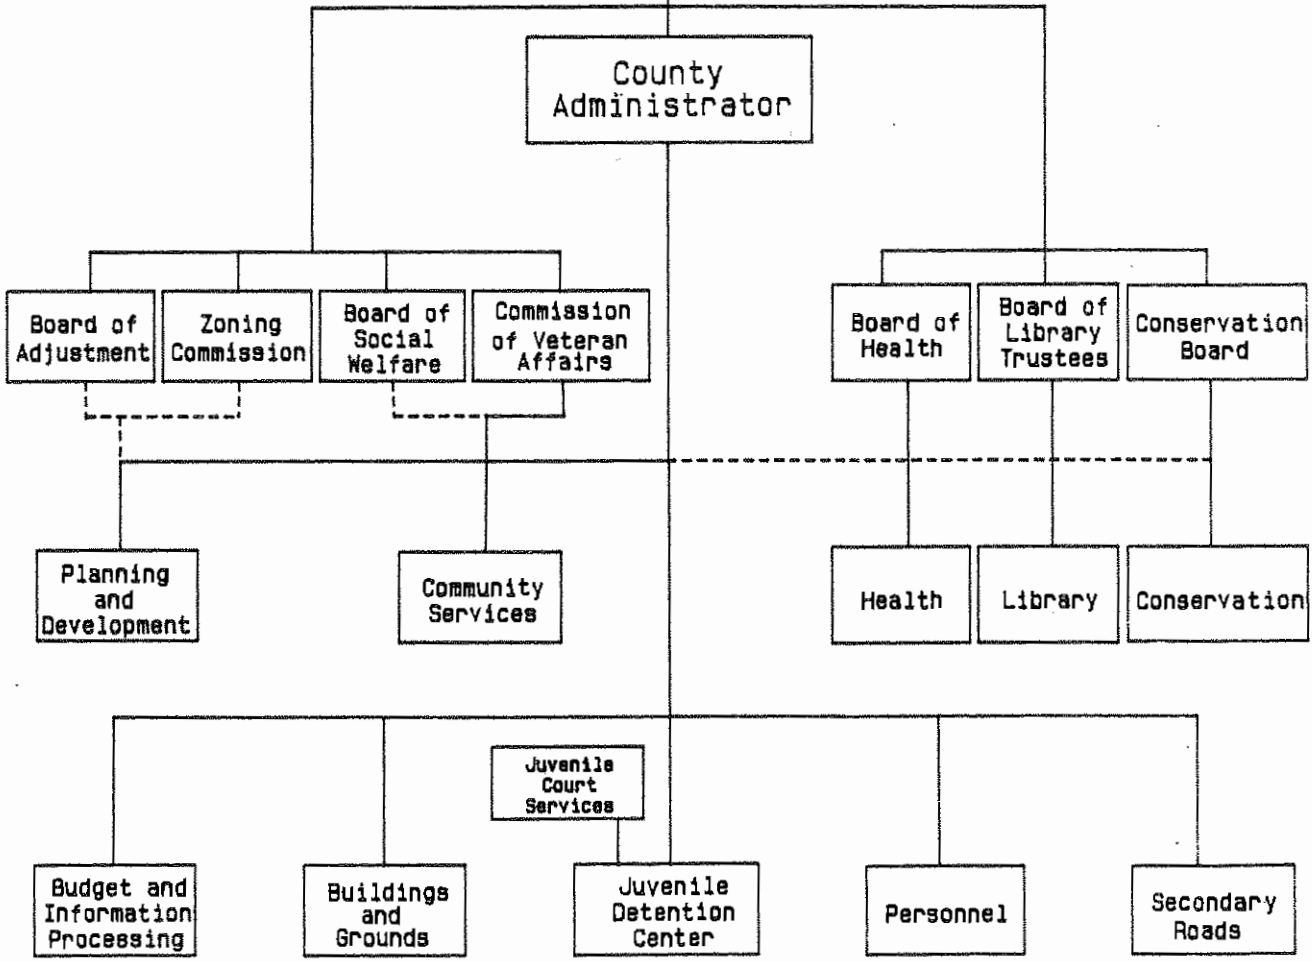 County
Administrator
Board of
Adjustment
Zoning
Commission
Board of
Social
Welfare
Commission
of Veteran
Affairs
Board of
Health
Board of
Library
Trustees
Conservation
Board
Planning
and
Development
Community
Services
Health
Library
Conservation
Juvenile
Court
Services
Budget and
Information
Processing
Buildings
and
Grounds
Juvenile
Detention
Center
Personnel
Secondary
Roads